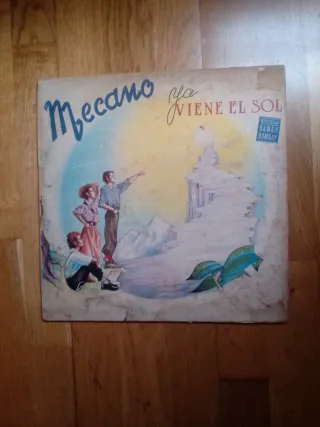 Mecano
ya
VIENE EL SOL